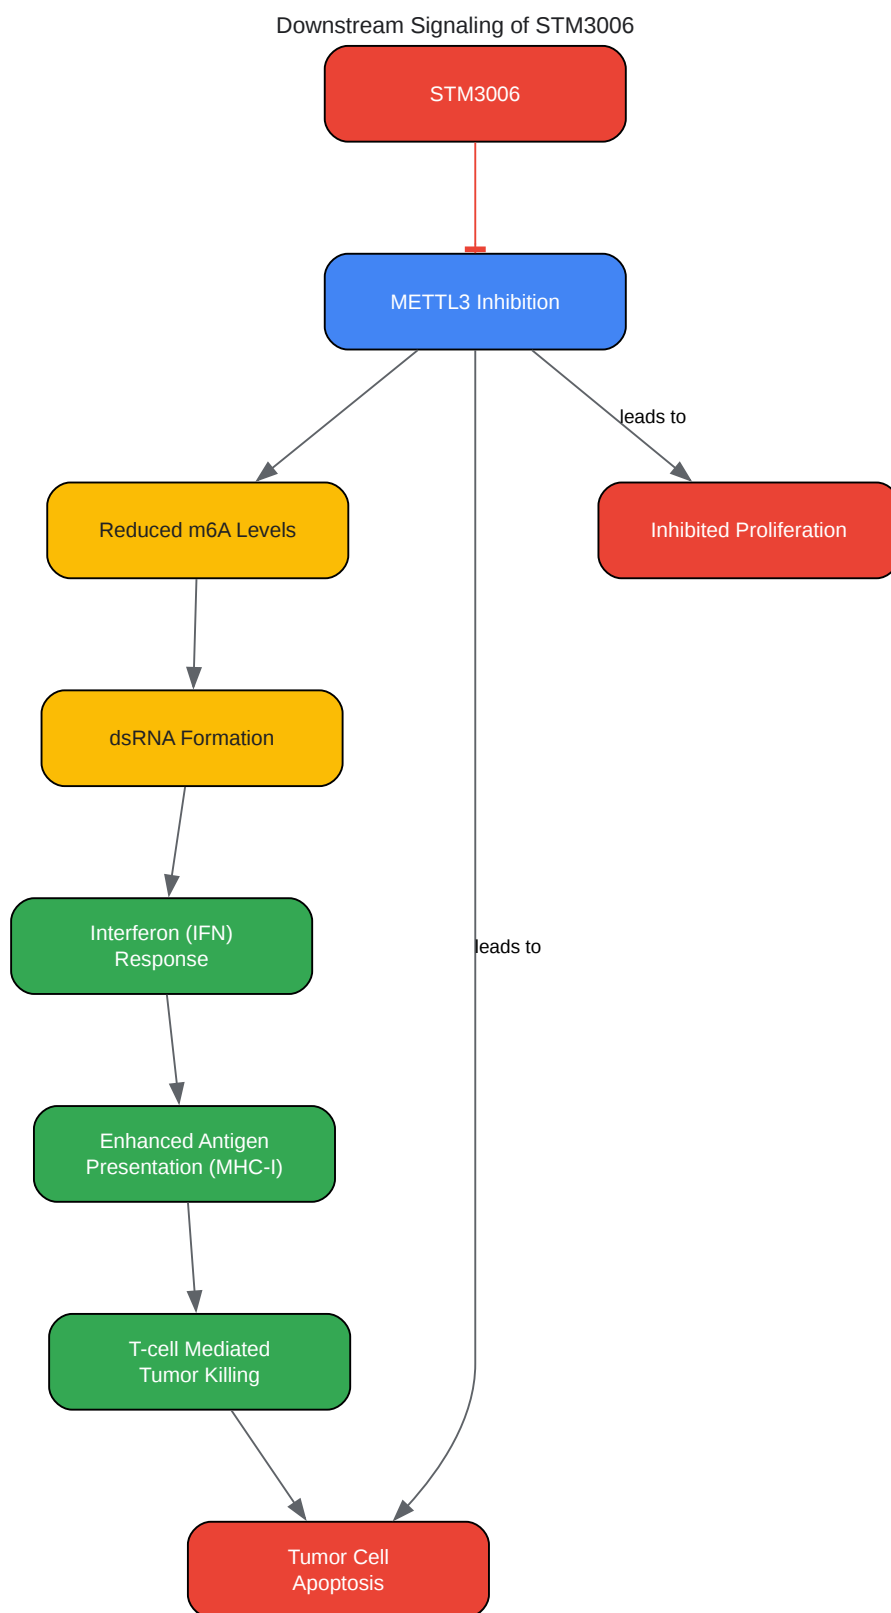 Downstream Signaling of STM3006
STM3006
METTL3 Inhibition
leads to
Reduced m6A Levels
Inhibited Proliferation
dsRNA Formation
Interferon (IFN)
Response
leads to
Enhanced Antigen
Presentation (MHC-I)
T-cell Mediated
Tumor Killing
Tumor Cell
Apoptosis